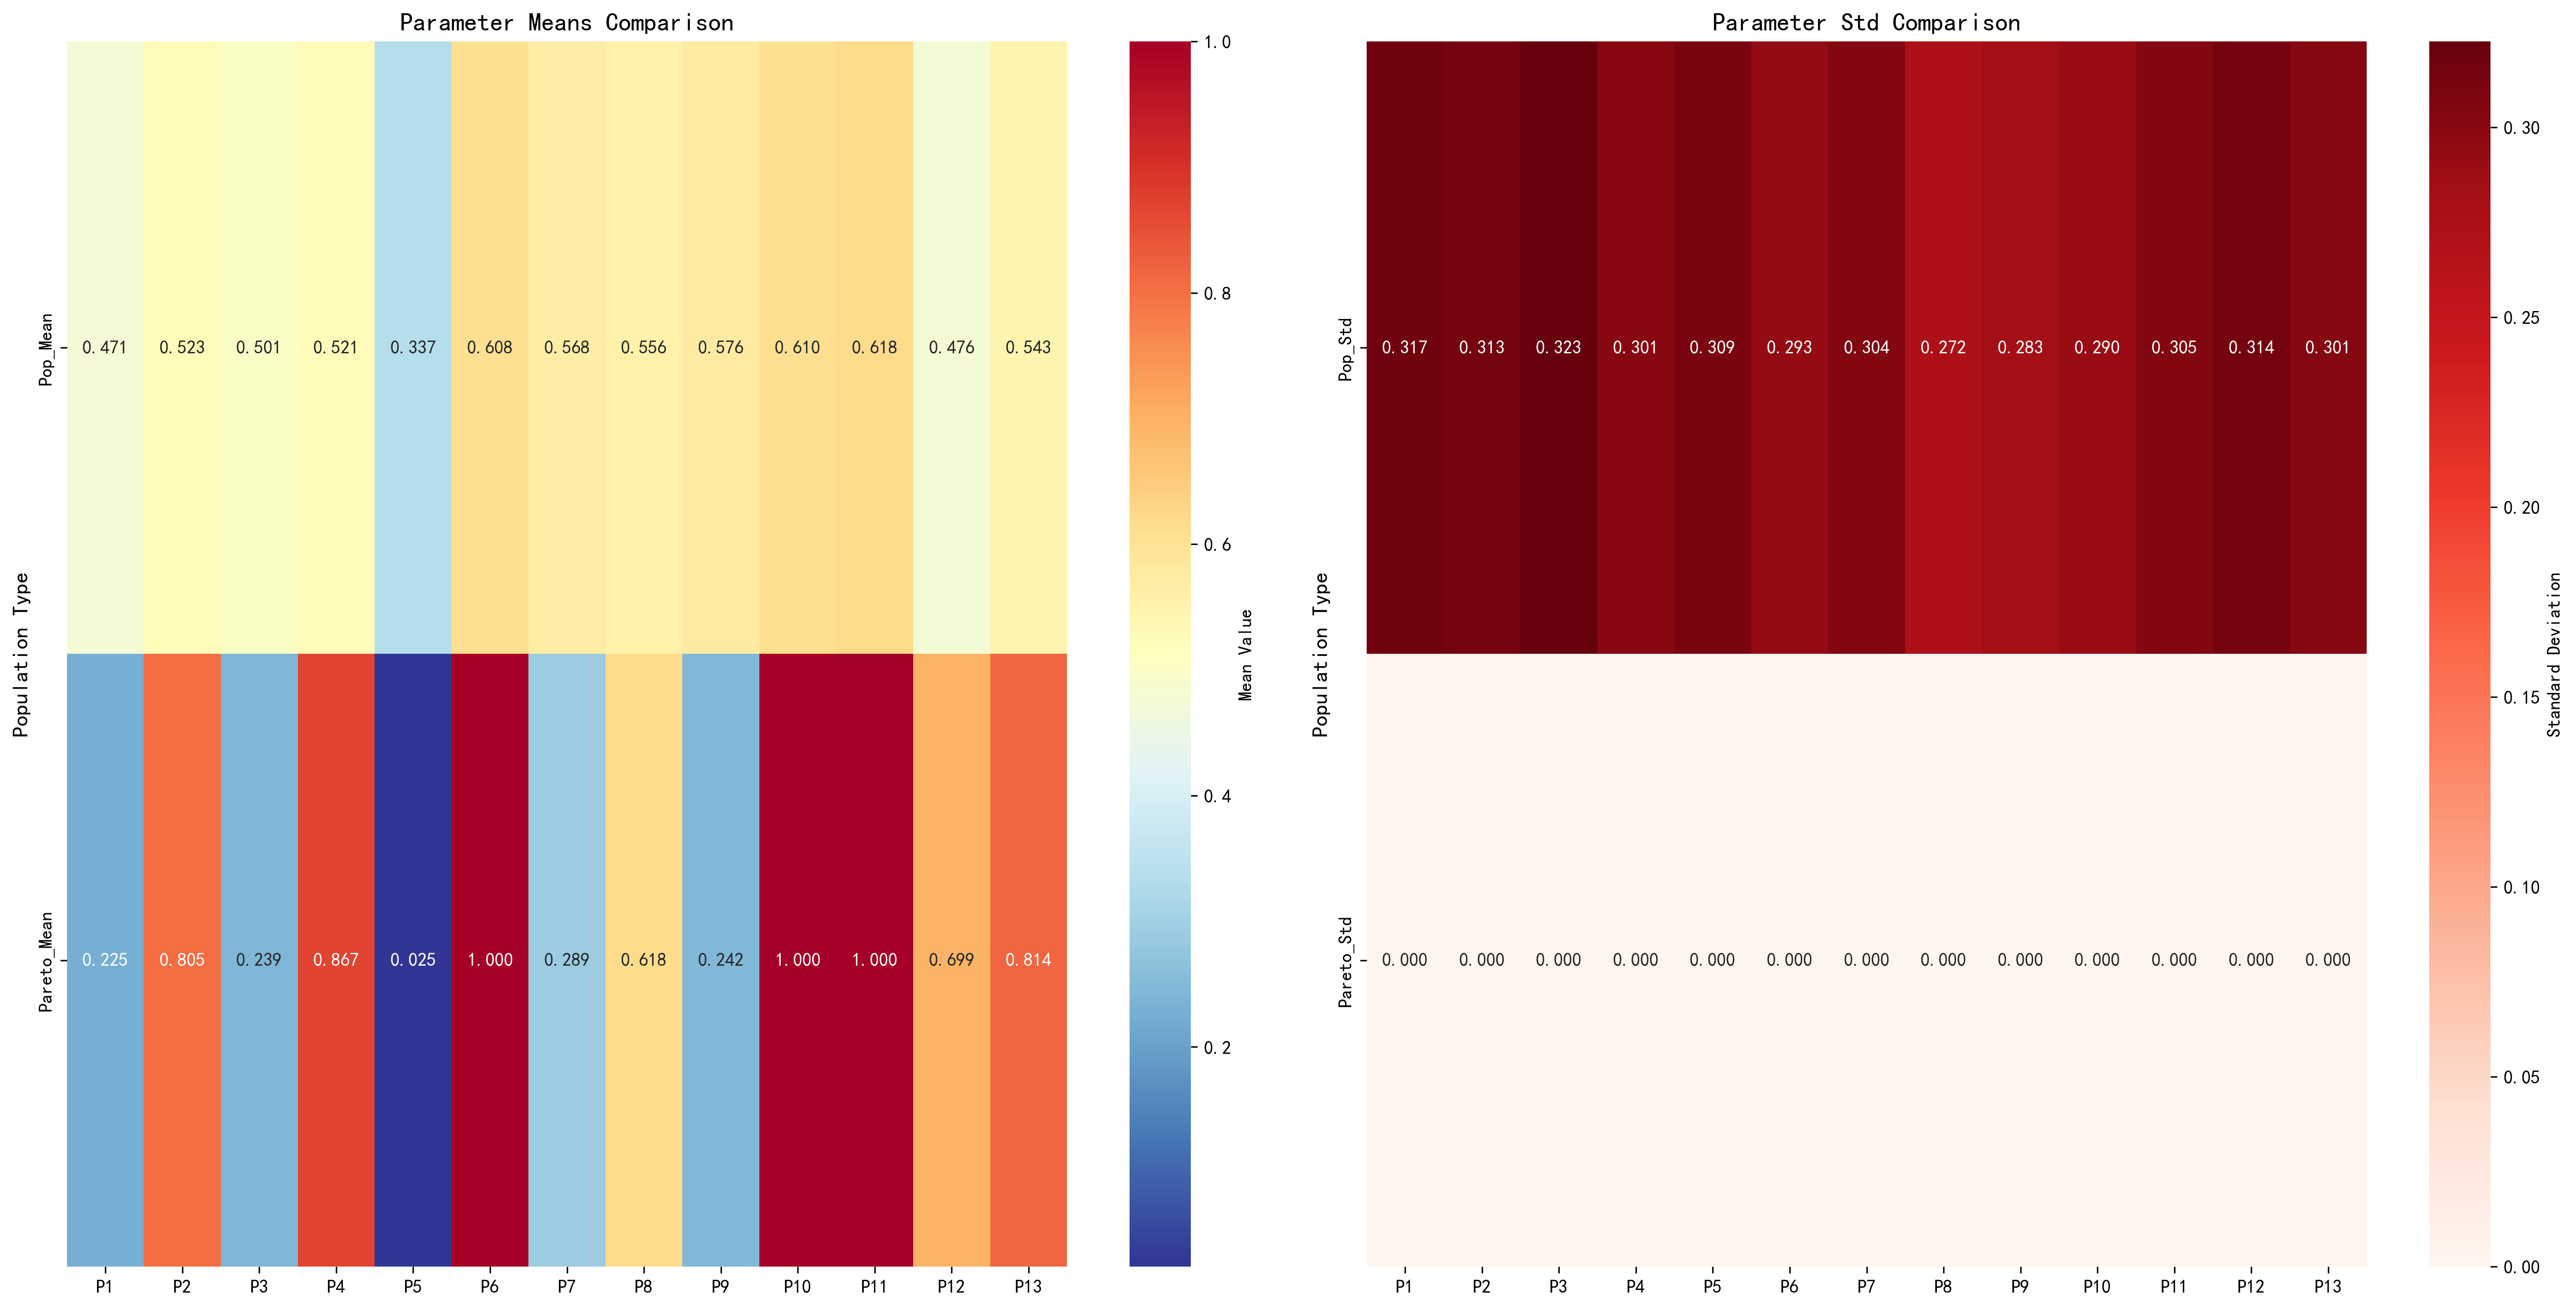 Parameter Means Comparison
Population Type
Pop_Mean
0.471 0.523 0.501 0.521 0.337 0.608 0.568 0.556 0.576 0.610 0.618 0.476 0.543
Pareto_Mean
0.225 0.805 0.239 0.867 0.025 1.000 0.289 0.618 0.242 1.000 1.000 0.699 0.814
P1 P2 P3 P4 P5 P6 P7 P8 P9 P10 P11 P12 P13
1.0
0.8
0.6
0.4
0.2
Mean Value
Parameter Std Comparison
Population Type
Pop_Std
0.317 0.313 0.323 0.301 0.309 0.293 0.304 0.272 0.283 0.290 0.305 0.314 0.301
Pareto_Std
0.000 0.000 0.000 0.000 0.000 0.000 0.000 0.000 0.000 0.000 0.000 0.000 0.000
P1 P2 P3 P4 P5 P6 P7 P8 P9 P10 P11 P12 P13
0.30
0.25
0.20
0.15
0.10
0.05
0.00
Standard Deviation